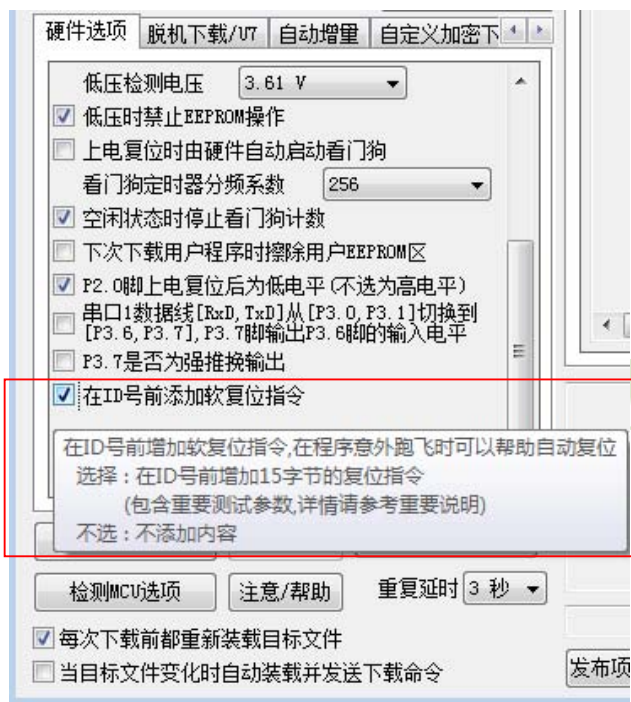 硬件选项 脱机下载/U7 自动增量 自定义加密下
低压检测电压 3.61 V
低压时禁止EEPROM操作
上电复位时由硬件自动启动看门狗
看门狗定时器分频系数 256
空闲状态时停止看门狗计数
下次下载用户程序时擦除用户EEPROM区
P2.0脚上电复位后为低电平(不选为高电平)
串口1数据线[RxD,TxD]从[P3.0,P3.1]切换到
[P3.6,P3.7],P3.7脚输出P3.6脚的输入电平
P3.7是否为强推挽输出
在ID号前添加软复位指令
在ID号前增加软复位指令,在程序意外跑飞时可以帮助自动复位
选择：在ID号前增加15字节的复位指令
(包含重要测试参数,详情请参考重要说明)
不选：不添加内容
检测MCU选项 注意/帮助 重复延时 3 秒
每次下载前都重新装载目标文件
当目标文件变化时自动装载并发送下载命令 发布项